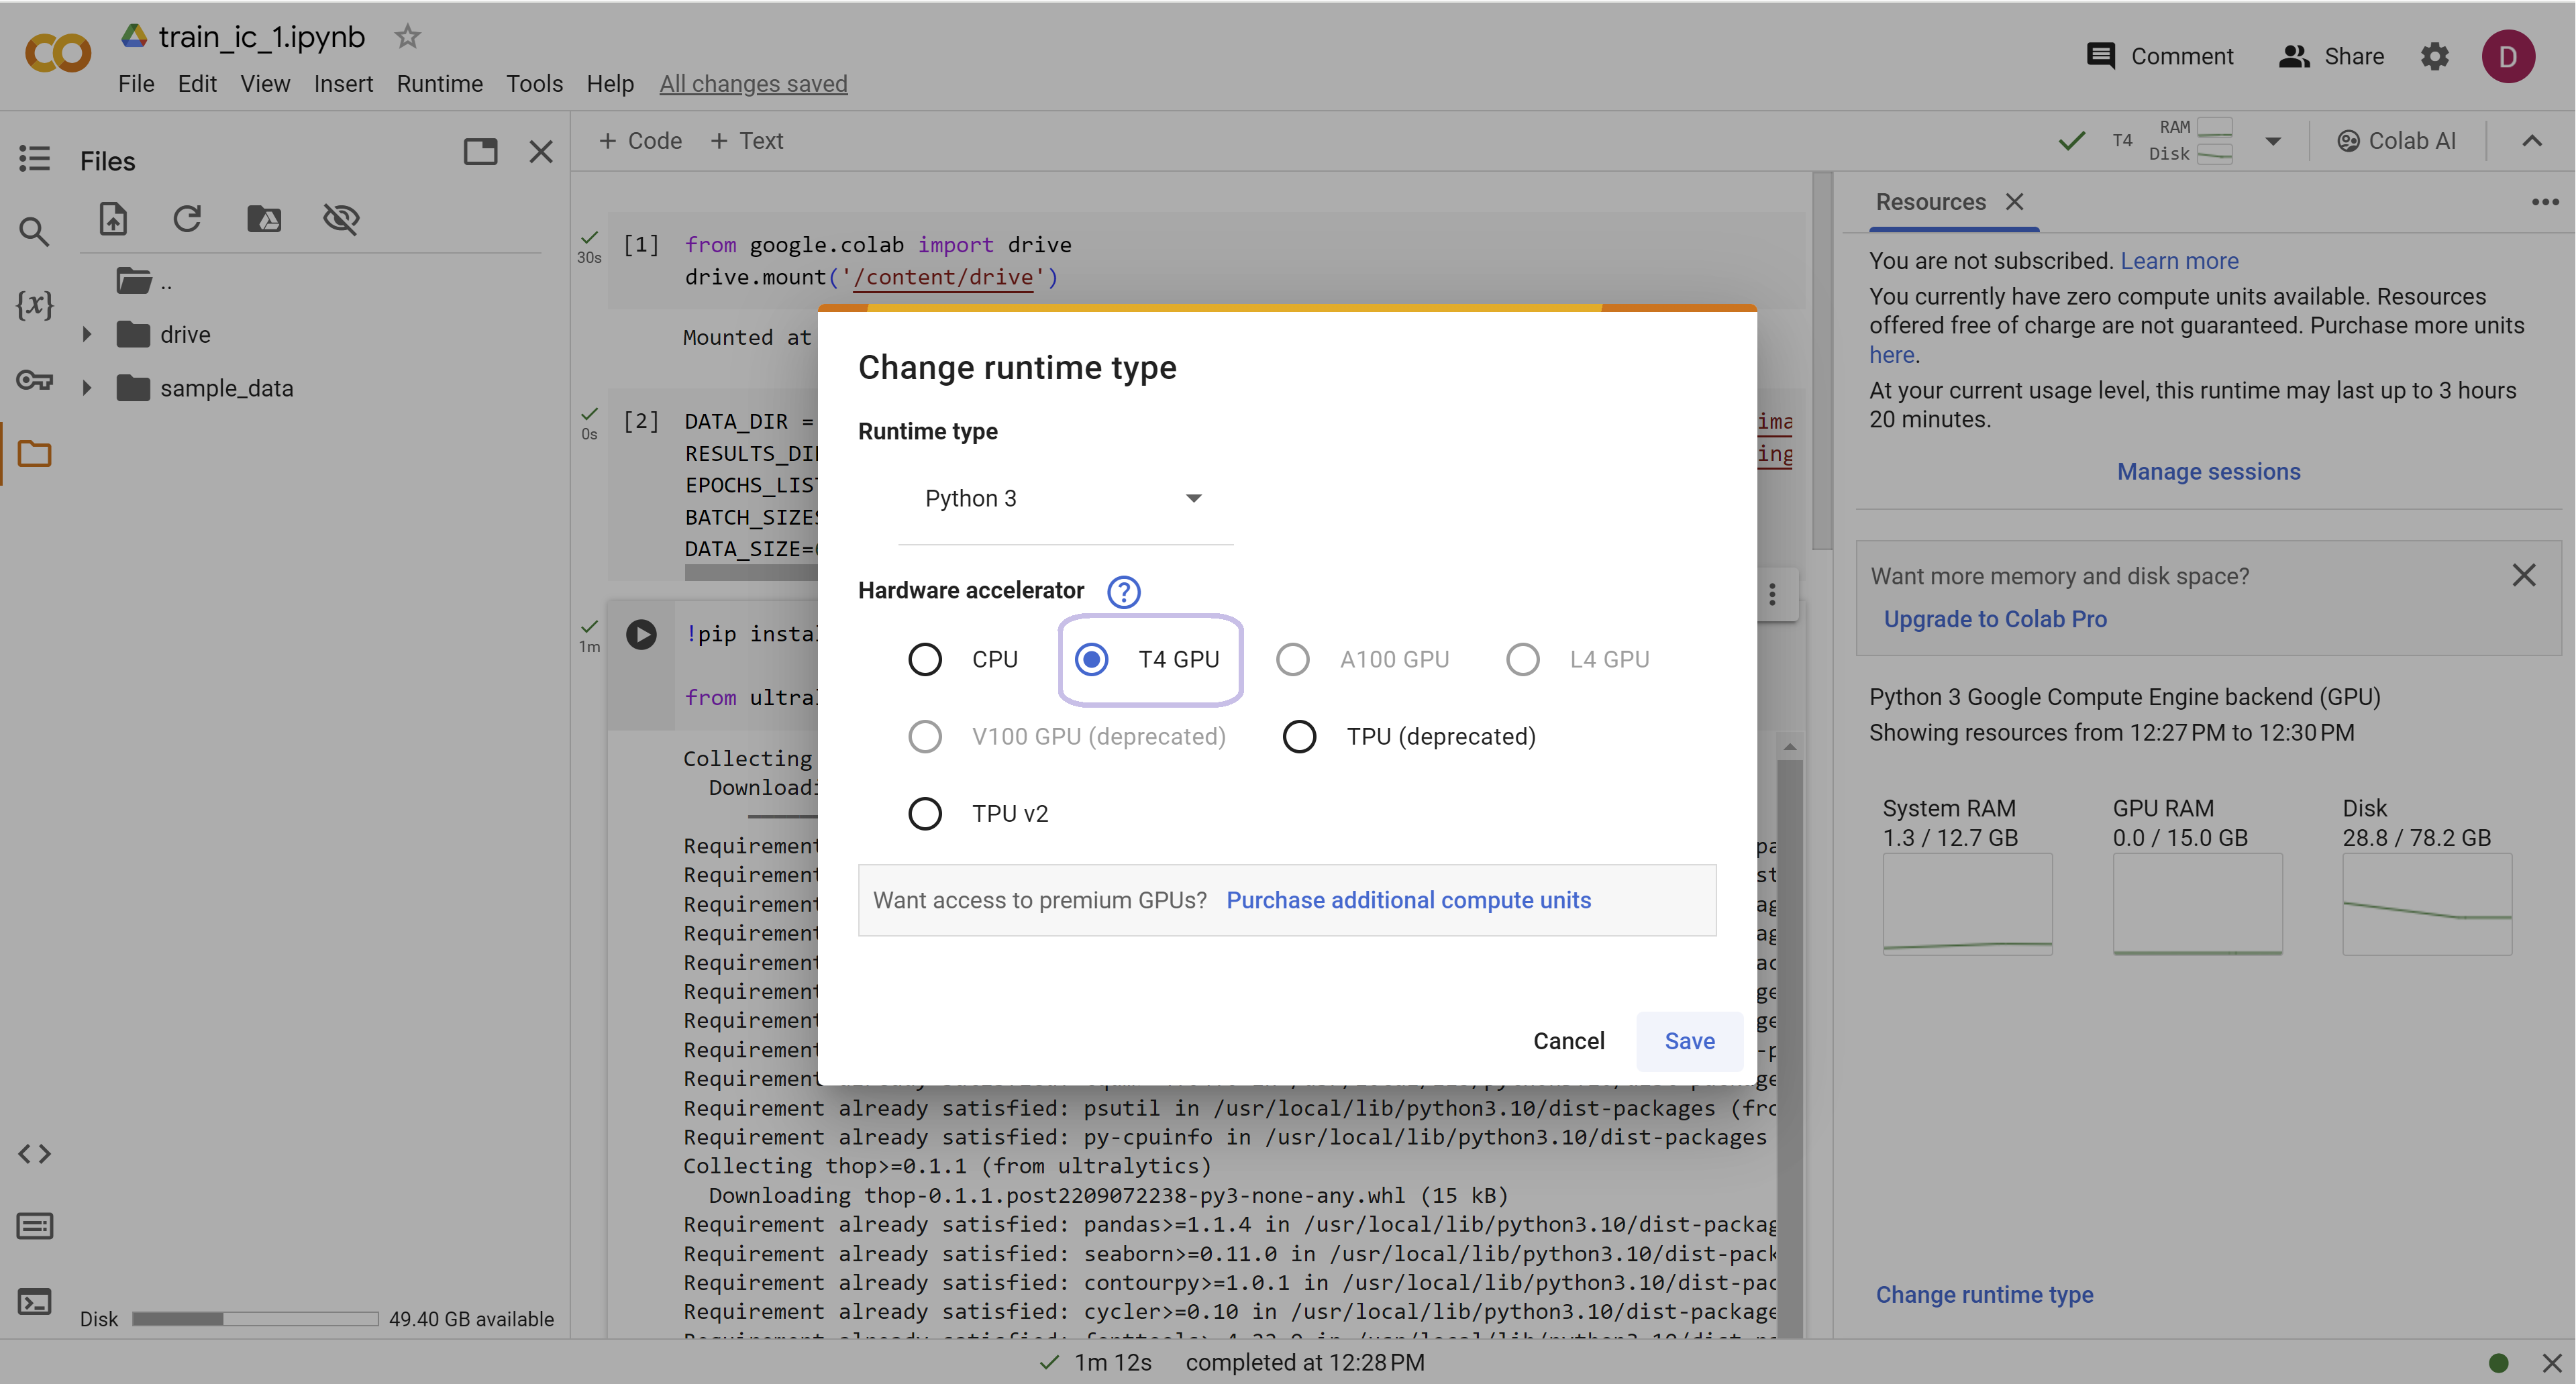 train_ic_1.ipynb
File Edit View Insert Runtime Tools Help All changes saved
Comment Share D
Files
..
drive
sample_data
Disk 49.40 GB available
+ Code + Text
T4 RAM Disk Colab AI
30s [1] from google.colab import drive
drive.mount('/content/drive')
Mounted at
0s [2] DATA_DIR = ima
RESULTS_DI ing
EPOCHS_LIS
BATCH_SIZE
DATA_SIZE=
1m !pip insta
from ultra
Collecting
Downloadi
Requirement
Requirement
Requirement
Requirement
Requirement
Requirement
Requirement
Requirement
Requirement
Requirement already satisfied: psutil in /usr/local/lib/python3.10/dist-packages (fro
Requirement already satisfied: py-cpuinfo in /usr/local/lib/python3.10/dist-packages
Collecting thop>=0.1.1 (from ultralytics)
Downloading thop-0.1.1.post2209072238-py3-none-any.whl (15 kB)
Requirement already satisfied: pandas>=1.1.4 in /usr/local/lib/python3.10/dist-packag
Requirement already satisfied: seaborn>=0.11.0 in /usr/local/lib/python3.10/dist-pack
Requirement already satisfied: contourpy>=1.0.1 in /usr/local/lib/python3.10/dist-pac
Requirement already satisfied: cycler>=0.10 in /usr/local/lib/python3.10/dist-package
Change runtime type
Runtime type
Python 3
Hardware accelerator ?
CPU T4 GPU A100 GPU L4 GPU
V100 GPU (deprecated) TPU (deprecated)
TPU v2
Want access to premium GPUs? Purchase additional compute units
Cancel Save
Resources
You are not subscribed. Learn more
You currently have zero compute units available. Resources
offered free of charge are not guaranteed. Purchase more units
here.
At your current usage level, this runtime may last up to 3 hours
20 minutes.
Manage sessions
Want more memory and disk space?
Upgrade to Colab Pro
Python 3 Google Compute Engine backend (GPU)
Showing resources from 12:27 PM to 12:30 PM
System RAM GPU RAM Disk
1.3 / 12.7 GB 0.0 / 15.0 GB 28.8 / 78.2 GB
Change runtime type
1m 12s completed at 12:28 PM